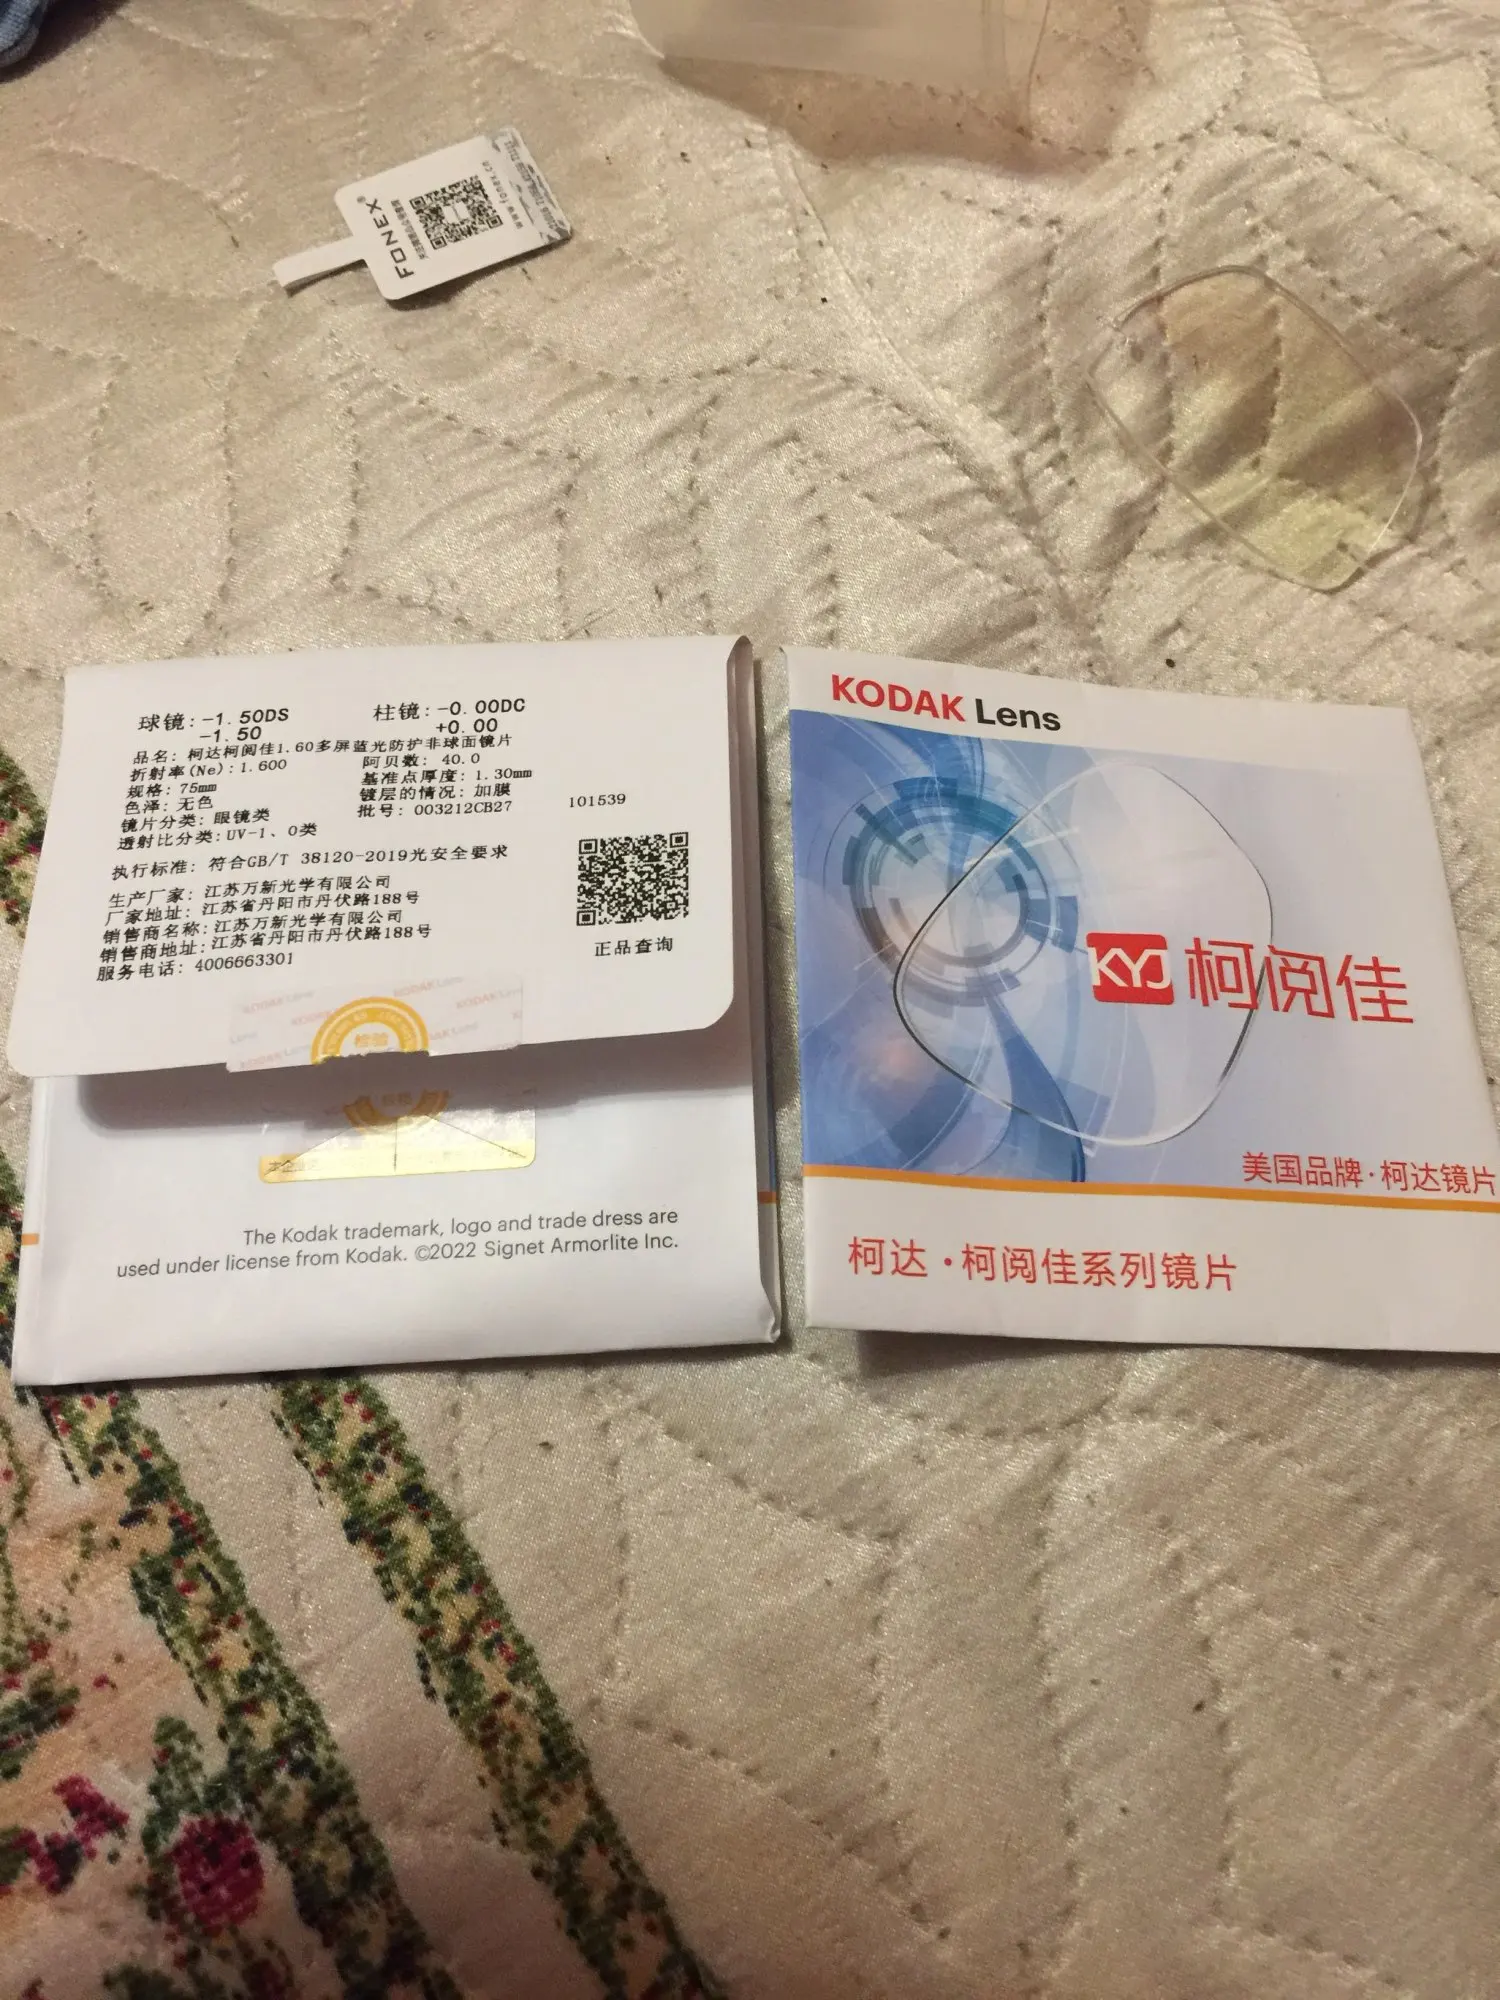 FONEX®
www.fonex.cn
球镜:-1.50DS
-1.50
柱镜:-0.00DC
+0.00
品名: 柯达柯阅佳1.60多屏蓝光防护非球面镜片
折射率(Ne):1.600
阿贝数: 40.0
规格: 75mm
基准点厚度: 1.30mm
色泽: 无色
镀层的情况: 加膜
镜片分类: 眼镜类
批号: 003212CB27
101539
透射比分类:UV-1、0类
执行标准: 符合GB/T 38120-2019光安全要求
生产厂家: 江苏万新光学有限公司
厂家地址: 江苏省丹阳市丹伏路188号
销售商名称:江苏万新光学有限公司
销售商地址:江苏省丹阳市丹伏路188号
服务电话: 4006663301
正品查询
KODAK Lens
检验
The Kodak trademark, logo and trade dress are
used under license from Kodak. ©2022 Signet Armorlite Inc.
KODAK Lens
KYJ 柯阅佳
美国品牌·柯达镜片
柯达·柯阅佳系列镜片